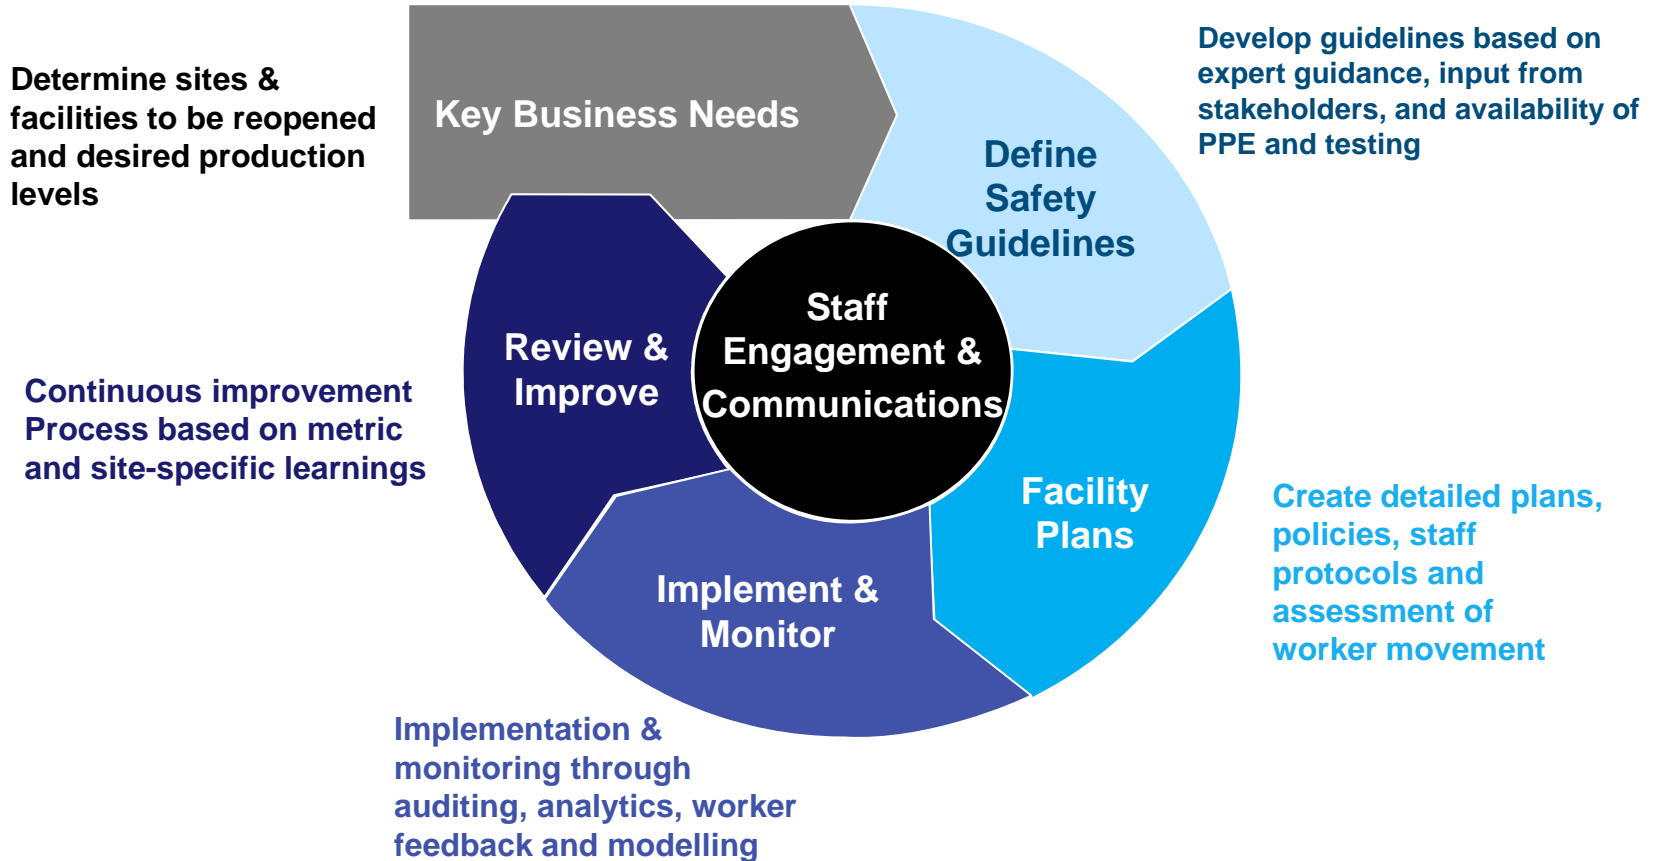 Determine sites &
facilities to be reopened
and desired production
levels
Key Business Needs
Develop guidelines based on
expert guidance, input from
stakeholders, and availability of
PPE and testing
Define
Safety
Guidelines
Staff
Engagement &
Communications
Review &
Improve
Continuous improvement
Process based on metric
and site-specific learnings
Facility
Plans
Create detailed plans,
policies, staff
protocols and
assessment of
worker movement
Implement &
Monitor
Implementation &
monitoring through
auditing, analytics, worker
feedback and modelling